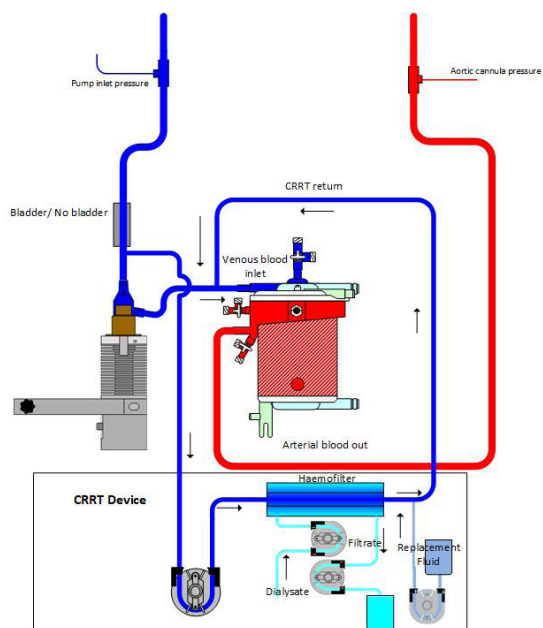 Pump inlet pressure
Aortic cannula pressure
CRRT return
Bladder/ No bladder
Venous blood
inlet
Arterial blood out
Haemofilter
CRRT Device
Filtrate
Replacement
Fluid
Dialysate